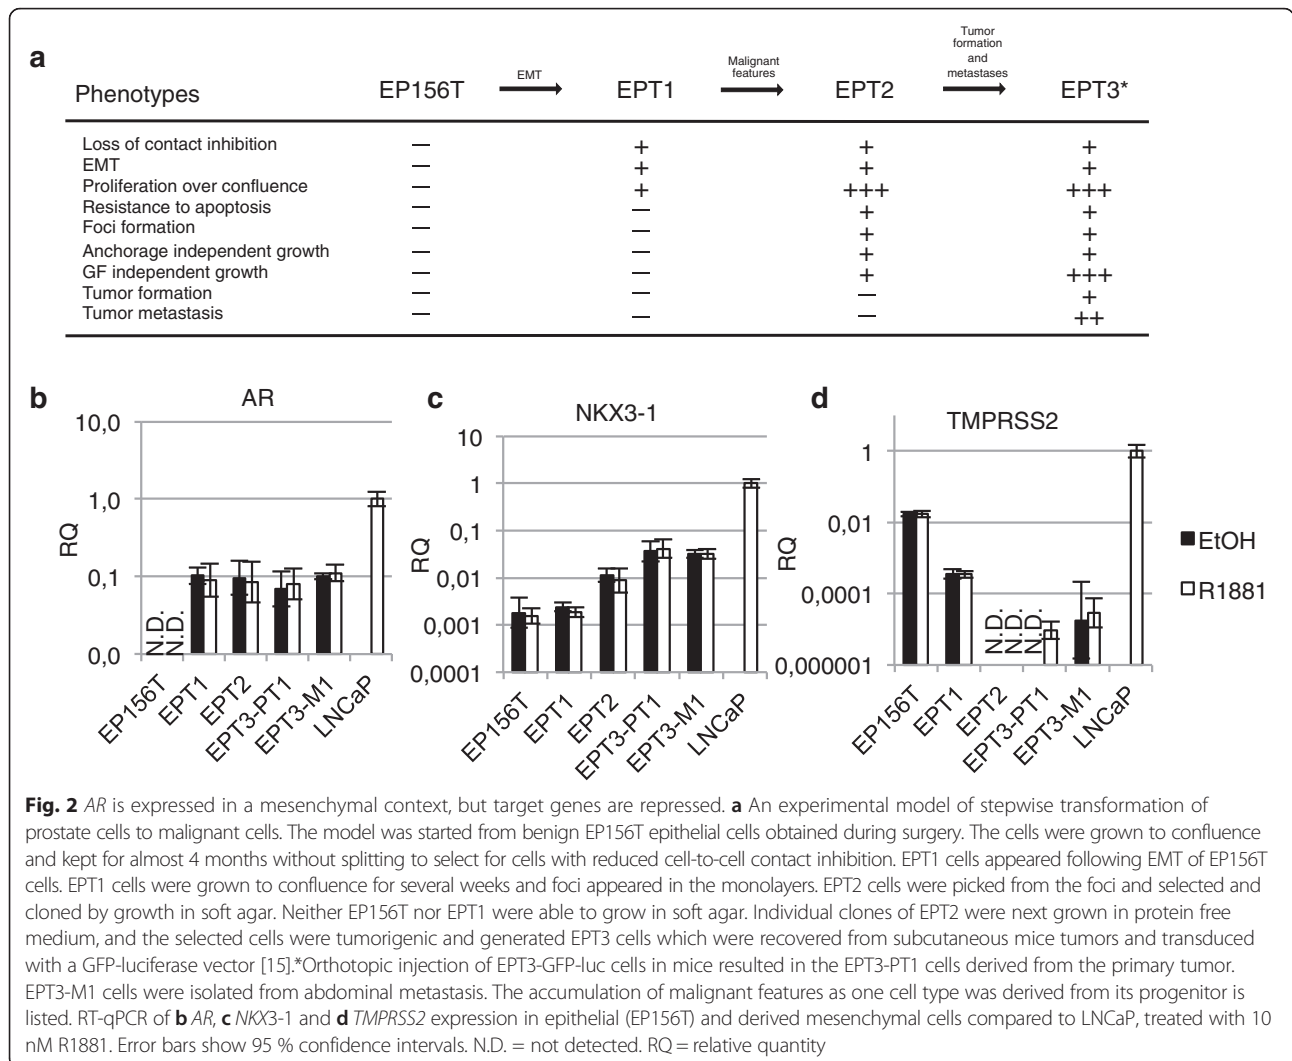 a
Phenotypes EP156T EMT EPT1 Malignant features EPT2 Tumor formation and metastases EPT3*
Loss of contact inhibition — + + +
EMT — + + +
Proliferation over confluence — + +++ +++
Resistance to apoptosis — — + +
Foci formation — — + +
Anchorage independent growth — — + +
GF independent growth — — + +++
Tumor formation — — — +
Tumor metastasis — — — ++
b
AR
RQ
10,0
1,0
0,1
0,0
N.D.
N.D.
EP156T
EPT1
EPT2
EPT3-PT1
EPT3-M1
LNCaP
c
NKX3-1
RQ
10
1
0,1
0,01
0,001
0,0001
EP156T
EPT1
EPT2
EPT3-PT1
EPT3-M1
LNCaP
d
TMPRSS2
RQ
1
0,01
0,0001
0,000001
N.D.
N.D.
N.D.
EP156T
EPT1
EPT2
EPT3-PT1
EPT3-M1
LNCaP
EtOH
R1881
Fig. 2 AR is expressed in a mesenchymal context, but target genes are repressed. a An experimental model of stepwise transformation of
prostate cells to malignant cells. The model was started from benign EP156T epithelial cells obtained during surgery. The cells were grown to confluence
and kept for almost 4 months without splitting to select for cells with reduced cell-to-cell contact inhibition. EPT1 cells appeared following EMT of EP156T
cells. EPT1 cells were grown to confluence for several weeks and foci appeared in the monolayers. EPT2 cells were picked from the foci and selected and
cloned by growth in soft agar. Neither EP156T nor EPT1 were able to grow in soft agar. Individual clones of EPT2 were next grown in protein free
medium, and the selected cells were tumorigenic and generated EPT3 cells which were recovered from subcutaneous mice tumors and transduced
with a GFP-luciferase vector [15].*Orthotopic injection of EPT3-GFP-luc cells in mice resulted in the EPT3-PT1 cells derived from the primary tumor.
EPT3-M1 cells were isolated from abdominal metastasis. The accumulation of malignant features as one cell type was derived from its progenitor is
listed. RT-qPCR of b AR, c NKX3-1 and d TMPRSS2 expression in epithelial (EP156T) and derived mesenchymal cells compared to LNCaP, treated with 10
nM R1881. Error bars show 95 % confidence intervals. N.D. = not detected. RQ = relative quantity